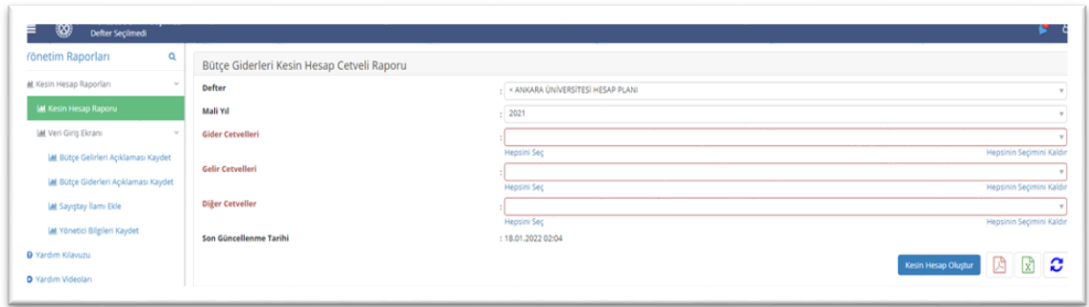 Defter Seçilmedi
Yönetim Raporları
Kesin Hesap Raporları
Kesin Hesap Raporu
Veri Giriş Ekranı
Bütçe Gelirleri Açıklaması Kaydet
Bütçe Giderleri Açıklaması Kaydet
Sayıştay İlamı Ekle
Yönetici Bilgileri Kaydet
Yardım Kılavuzu
Yardım Videoları
Bütçe Giderleri Kesin Hesap Cetveli Raporu
Defter : × ANKARA ÜNİVERSİTESİ HESAP PLANI
Mali Yıl : 2021
Gider Cetvelleri :
Hepsini Seç Hepsinin Seçimini Kaldır
Gelir Cetvelleri :
Hepsini Seç Hepsinin Seçimini Kaldır
Diğer Cetveller :
Hepsini Seç Hepsinin Seçimini Kaldır
Son Güncellenme Tarihi : 18.01.2022 02:04
Kesin Hesap Oluştur